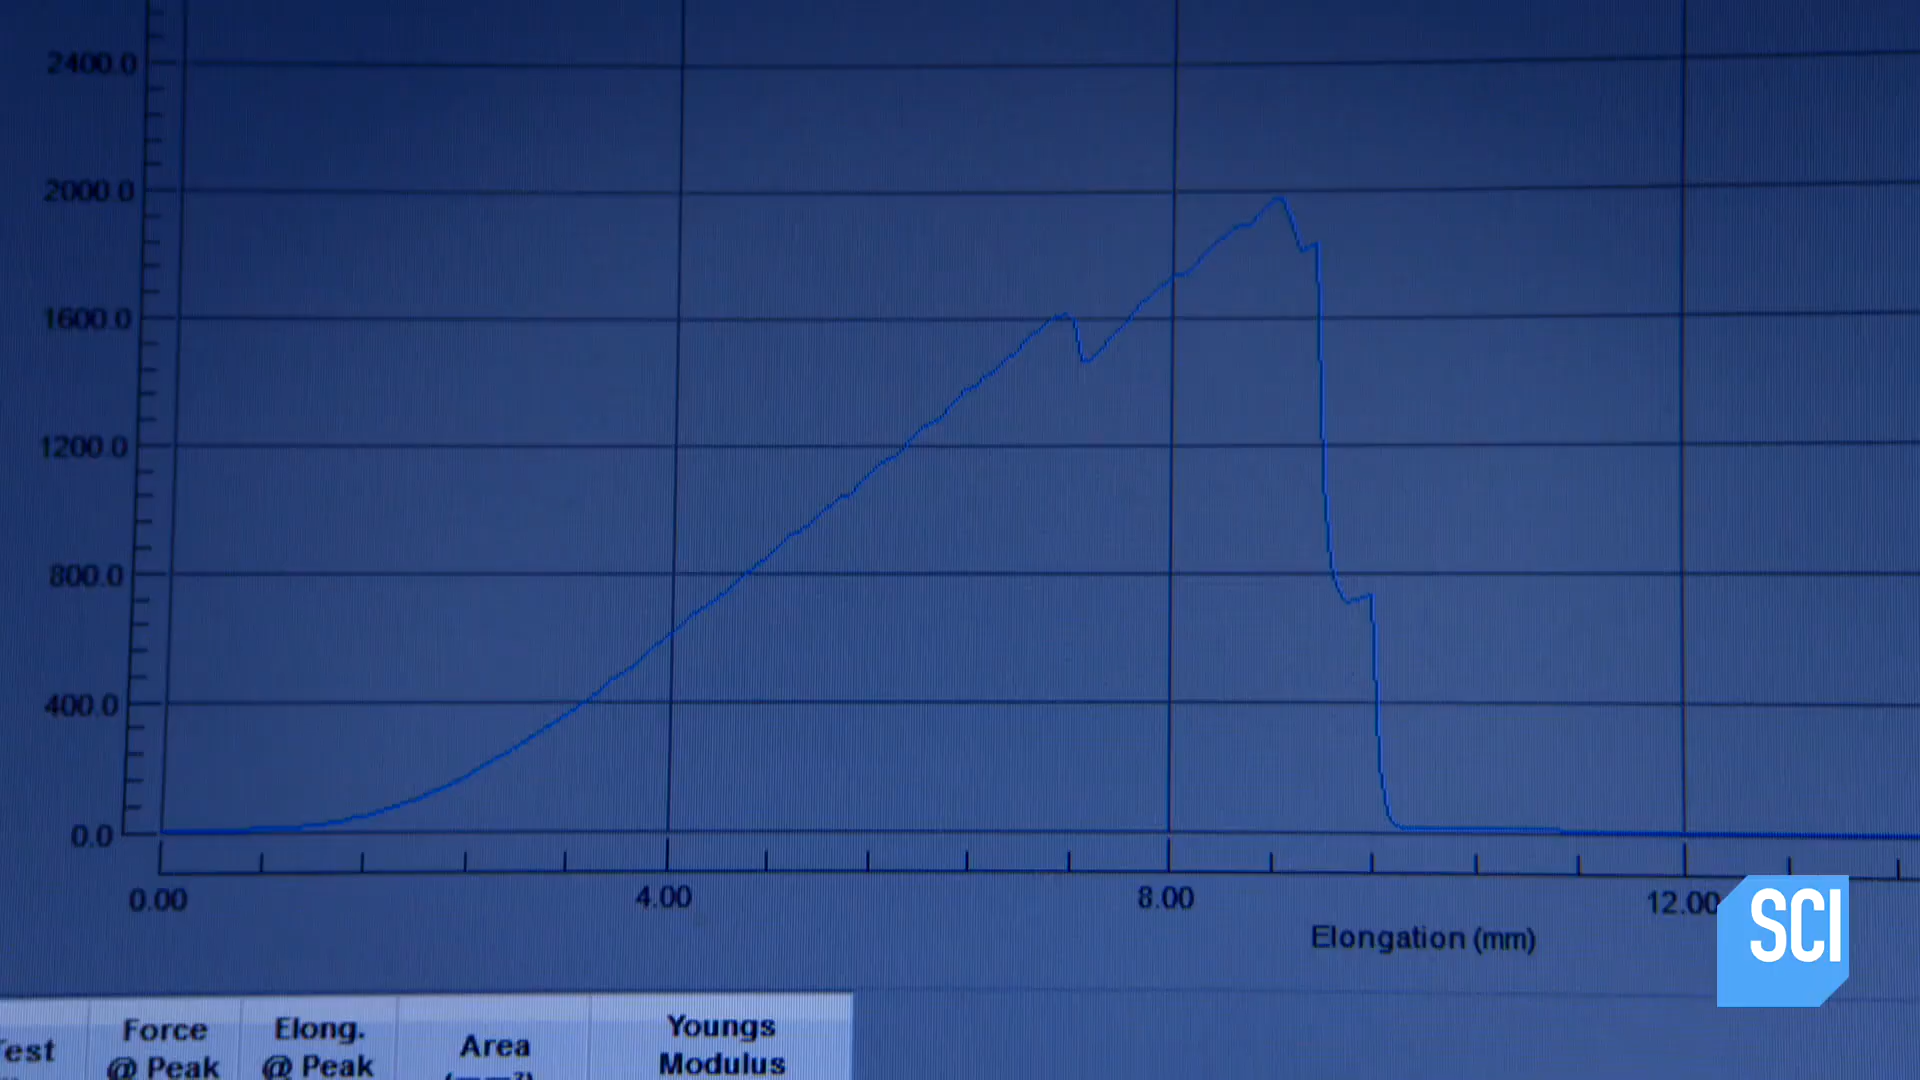 2400.0
2000.0
1600.0
1200.0
800.0
400.0
0.0
0.00 4.00 8.00 12.00
Elongation (mm)
SCI
Force Elong. Area Youngs
@ Peak @ Peak Modulus